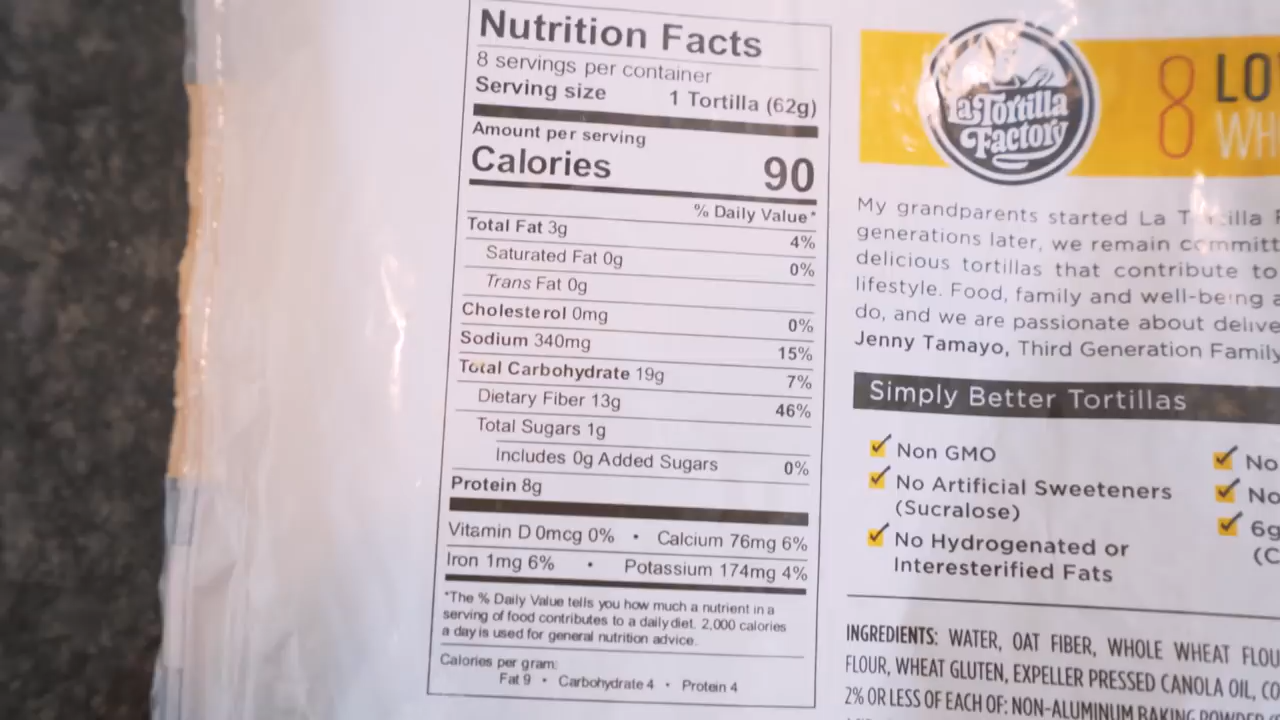 Nutrition Facts
8 servings per container
Serving size 1 Tortilla (62g)
Amount per serving
Calories 90
% Daily Value*
Total Fat 3g 4%
Saturated Fat 0g 0%
Trans Fat 0g
Cholesterol 0mg 0%
Sodium 340mg 15%
Total Carbohydrate 19g 7%
Dietary Fiber 13g 46%
Total Sugars 1g
Includes 0g Added Sugars 0%
Protein 8g
Vitamin D 0mcg 0% • Calcium 76mg 6%
Iron 1mg 6% • Potassium 174mg 4%
*The % Daily Value tells you how much a nutrient in a
serving of food contributes to a daily diet. 2,000 calories
a day is used for general nutrition advice.
Calories per gram:
Fat 9 • Carbohydrate 4 • Protein 4
La Tortilla
Factory
8 LO
WH
My grandparents started La
generations later, we remain
delicious tortillas that contribute to
lifestyle. Food, family and well-being
do, and we are passionate about
Jenny Tamayo, Third Generation Family
Simply Better Tortillas
Non GMO
No Artificial Sweeteners
(Sucralose)
No Hydrogenated or
Interesterified Fats
No
No
6g
(C
INGREDIENTS: WATER, OAT FIBER, WHOLE WHEAT
FLOUR, WHEAT GLUTEN, EXPELLER PRESSED CANOLA OIL,
2% OR LESS OF EACH OF: NON-ALUMINUM BAKING POWDER